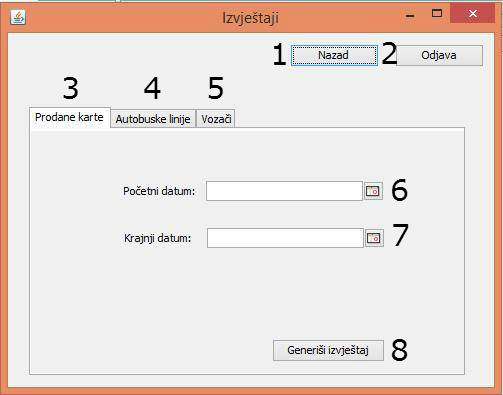 Izvještaji
1 Nazad 2 Odjava
3 4 5
Prodane karte Autobuske linije Vozači
Početni datum: 6
Krajnji datum: 7
Generiši izvještaj 8